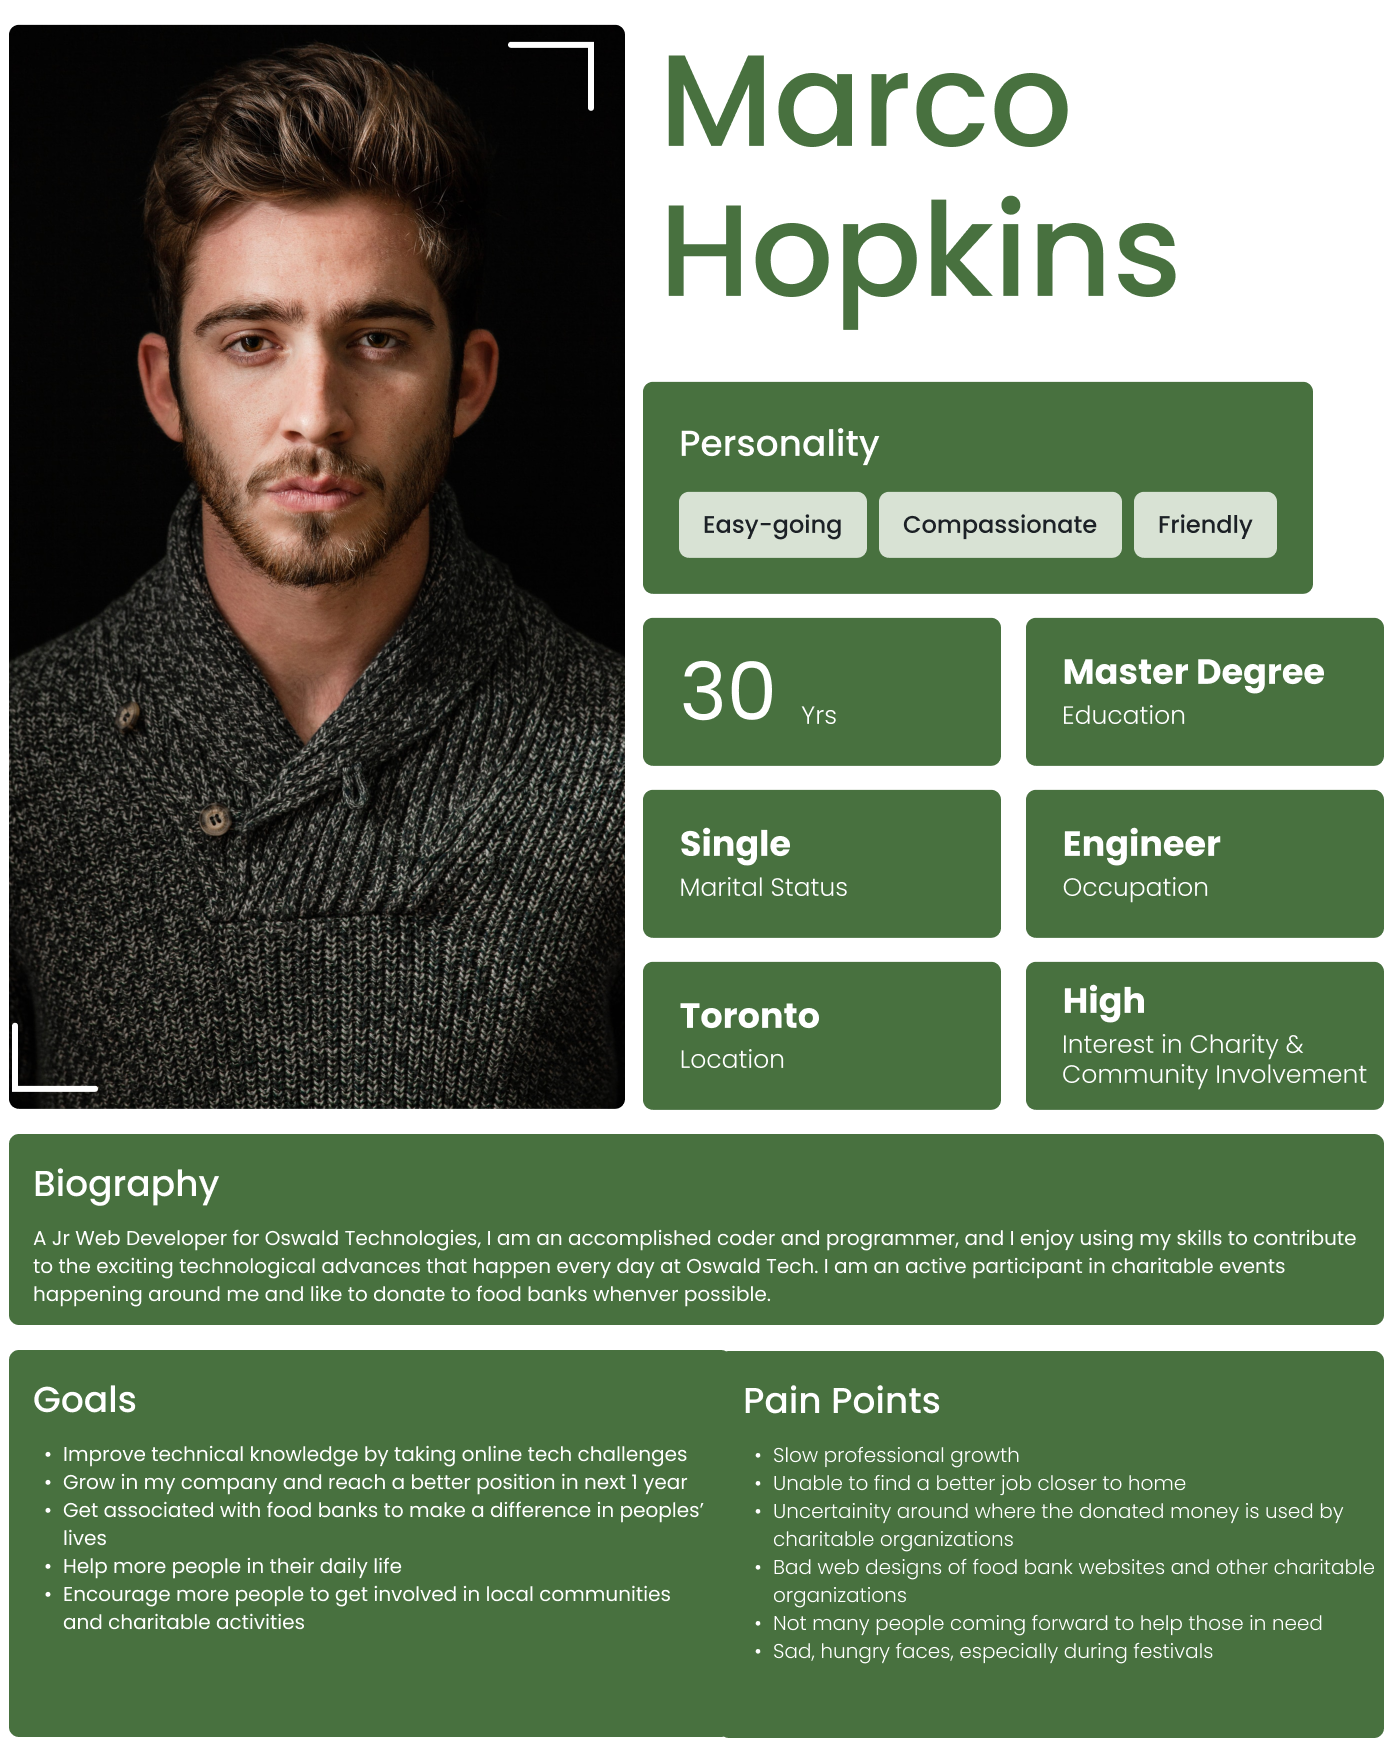 Marco
Hopkins
Personality
Easy-going Compassionate Friendly
30 Yrs
Master Degree
Education
Single
Marital Status
Engineer
Occupation
Toronto
Location
High
Interest in Charity &
Community Involvement
Biography
A Jr Web Developer for Oswald Technologies, I am an accomplished coder and programmer, and I enjoy using my skills to contribute
to the exciting technological advances that happen every day at Oswald Tech. I am an active participant in charitable events
happening around me and like to donate to food banks whenver possible.
Goals
• Improve technical knowledge by taking online tech challenges
• Grow in my company and reach a better position in next 1 year
• Get associated with food banks to make a difference in peoples’
lives
• Help more people in their daily life
• Encourage more people to get involved in local communities
and charitable activities
Pain Points
• Slow professional growth
• Unable to find a better job closer to home
• Uncertainity around where the donated money is used by
charitable organizations
• Bad web designs of food bank websites and other charitable
organizations
• Not many people coming forward to help those in need
• Sad, hungry faces, especially during festivals